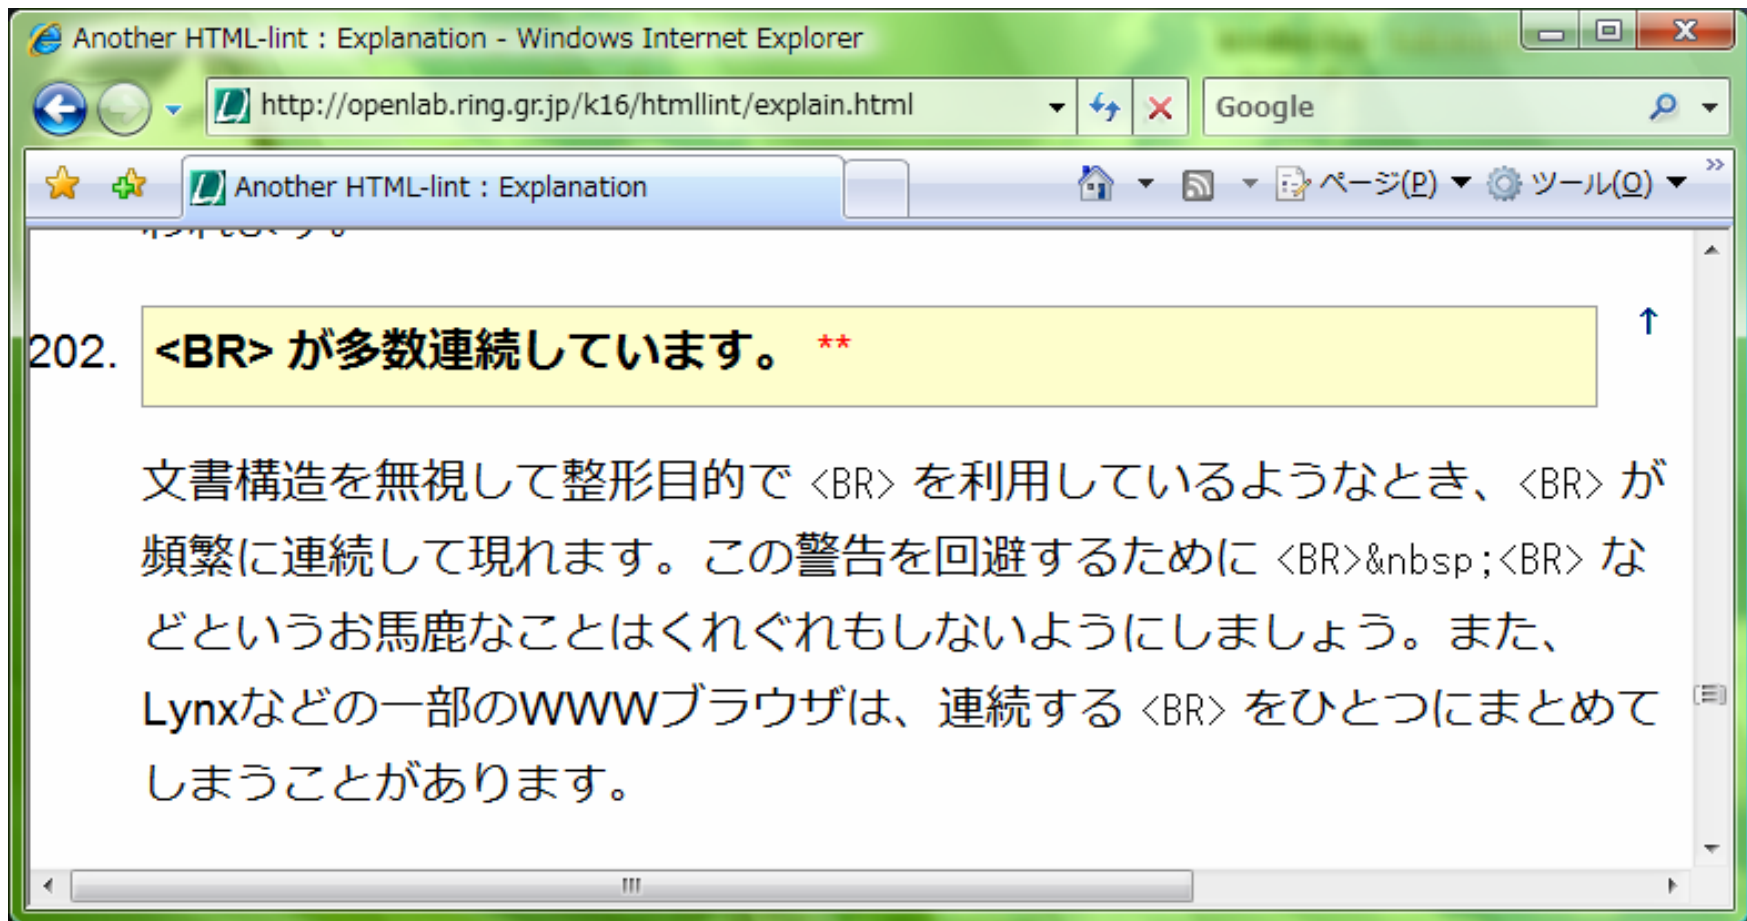 Another HTML-lint : Explanation - Windows Internet Explorer
http://openlab.ring.gr.jp/k16/htmllint/explain.html
Google
Another HTML-lint : Explanation
ページ(P)
ツール(O)
202. <BR> が多数連続しています。 **
↑
文書構造を無視して整形目的で <BR> を利用しているようなとき、<BR> が
頻繁に連続して現れます。この警告を回避するために <BR>&nbsp;<BR> な
どというお馬鹿なことはくれぐれもしないようにしましょう。また、
Lynxなどの一部のWWWブラウザは、連続する <BR> をひとつにまとめて
しまうことがあります。